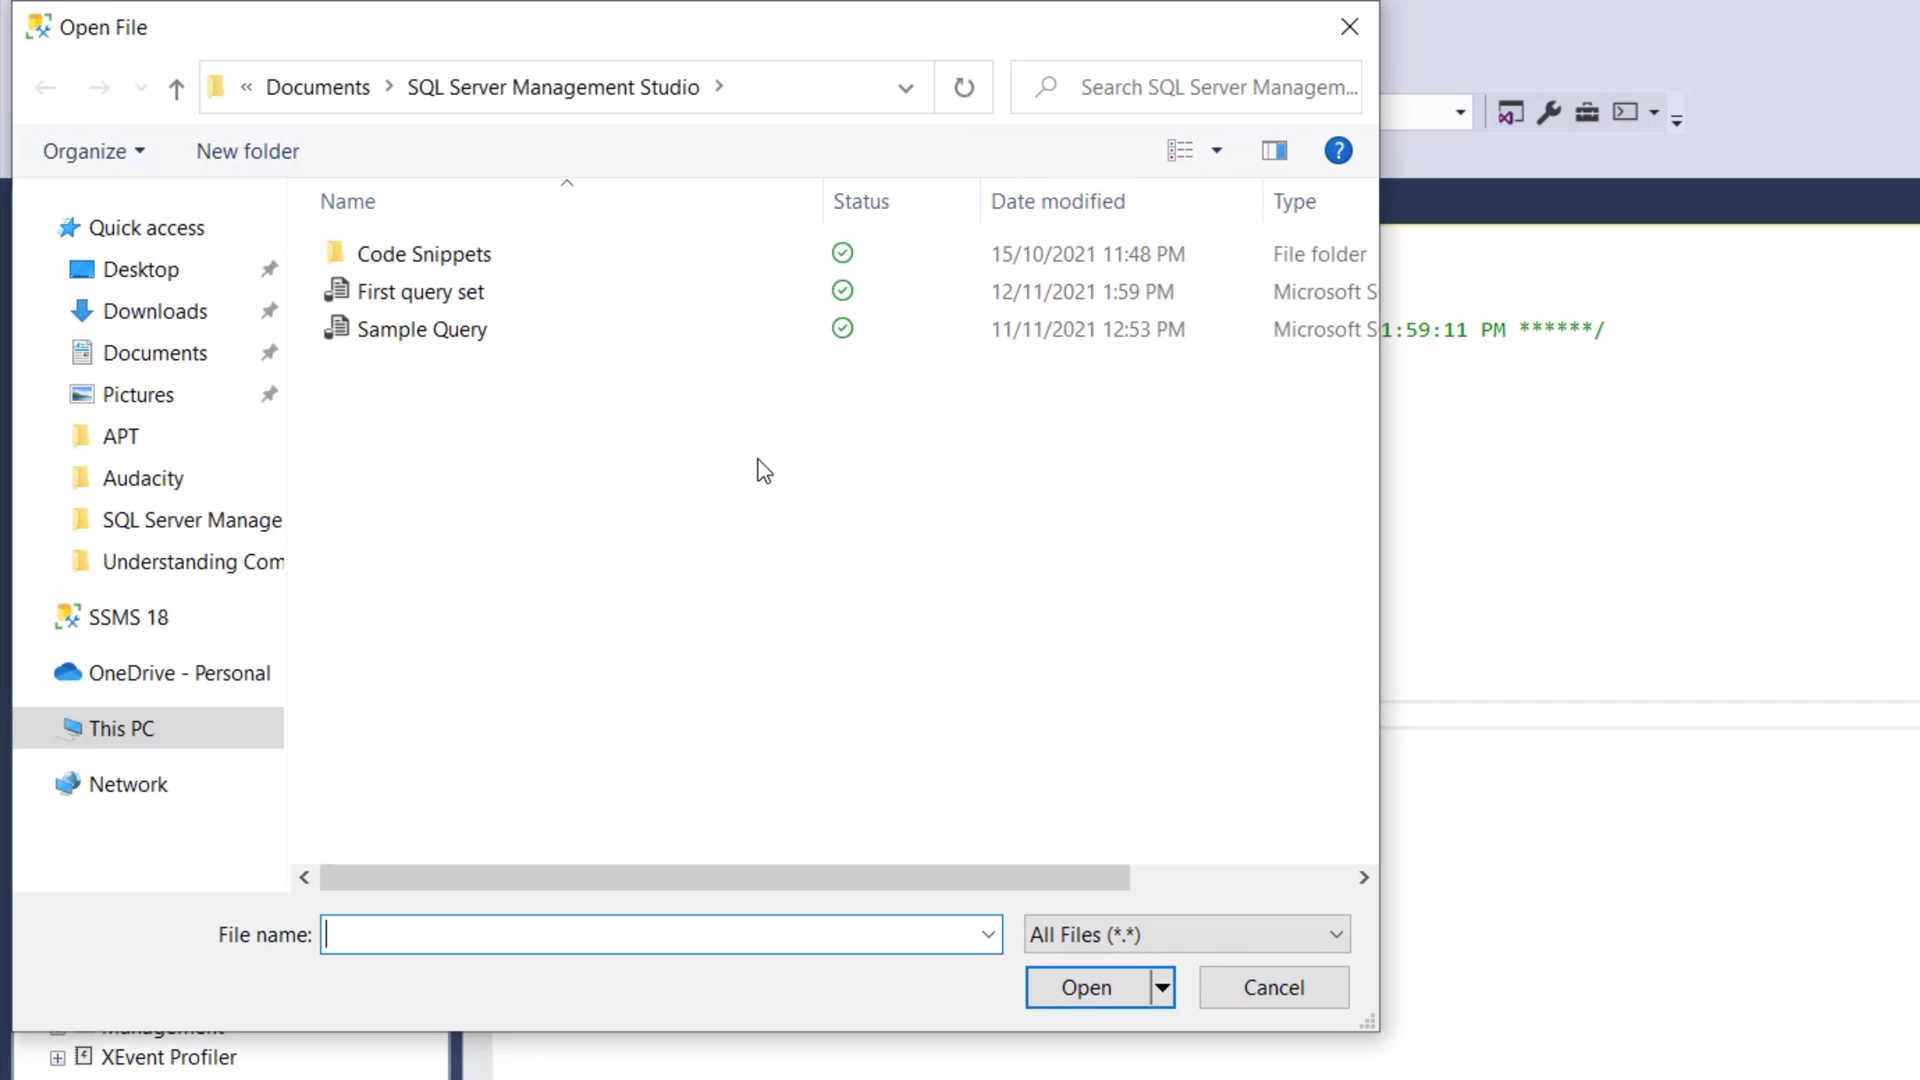 Open File
« Documents > SQL Server Management Studio >
Search SQL Server Managem...
Organize
New folder
?
Name
Status
Date modified
Type
Quick access
Desktop
Downloads
Documents
Pictures
APT
Audacity
SQL Server Manage
Understanding Com
SSMS 18
OneDrive - Personal
This PC
Network
Code Snippets 15/10/2021 11:48 PM File folder
First query set 12/11/2021 1:59 PM Microsoft S
Sample Query 11/11/2021 12:53 PM Microsoft S
1:59:11 PM ******/
File name:
All Files (*.*)
Open
Cancel
XEvent Profiler